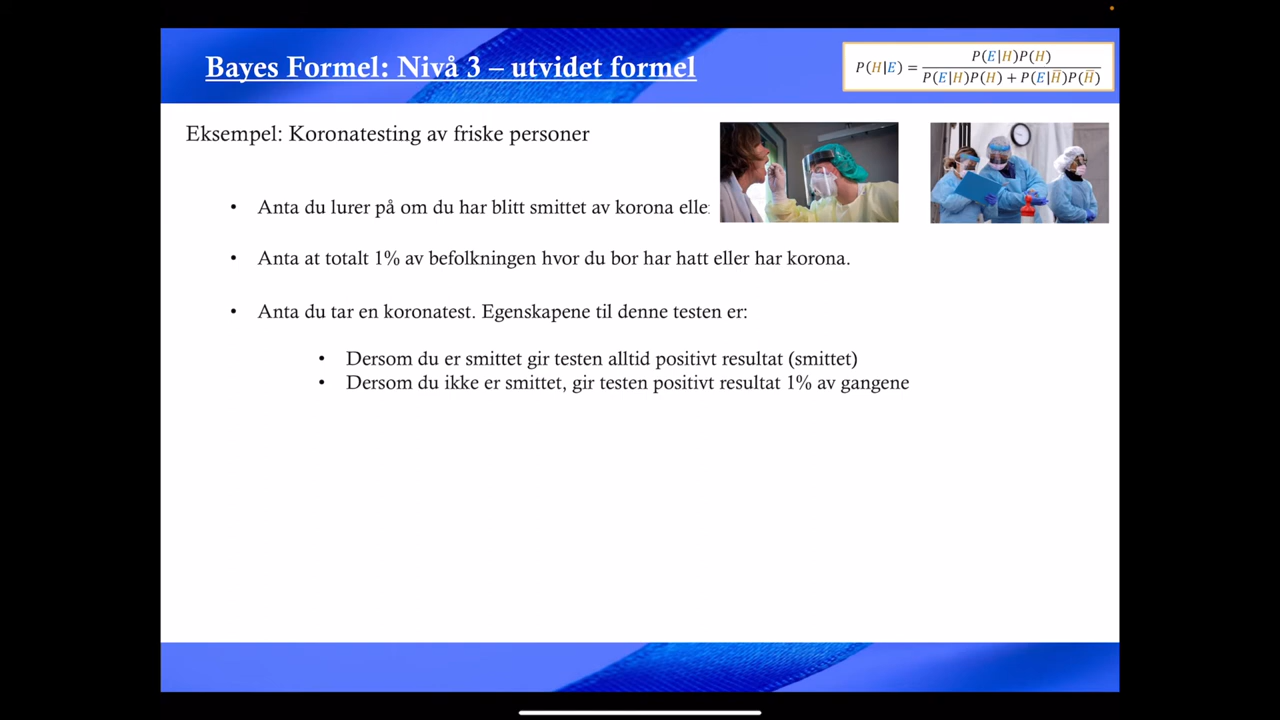 Bayes Formel: Nivå 3 – utvidet formel
P(H|E) = P(E|H)P(H) / P(E|H)P(H) + P(E|H̅)P(H̅)
Eksempel: Koronatesting av friske personer
• Anta du lurer på om du har blitt smittet av korona elle
• Anta at totalt 1% av befolkningen hvor du bor har hatt eller har korona.
• Anta du tar en koronatest. Egenskapene til denne testen er:
• Dersom du er smittet gir testen alltid positivt resultat (smittet)
• Dersom du ikke er smittet, gir testen positivt resultat 1% av gangene